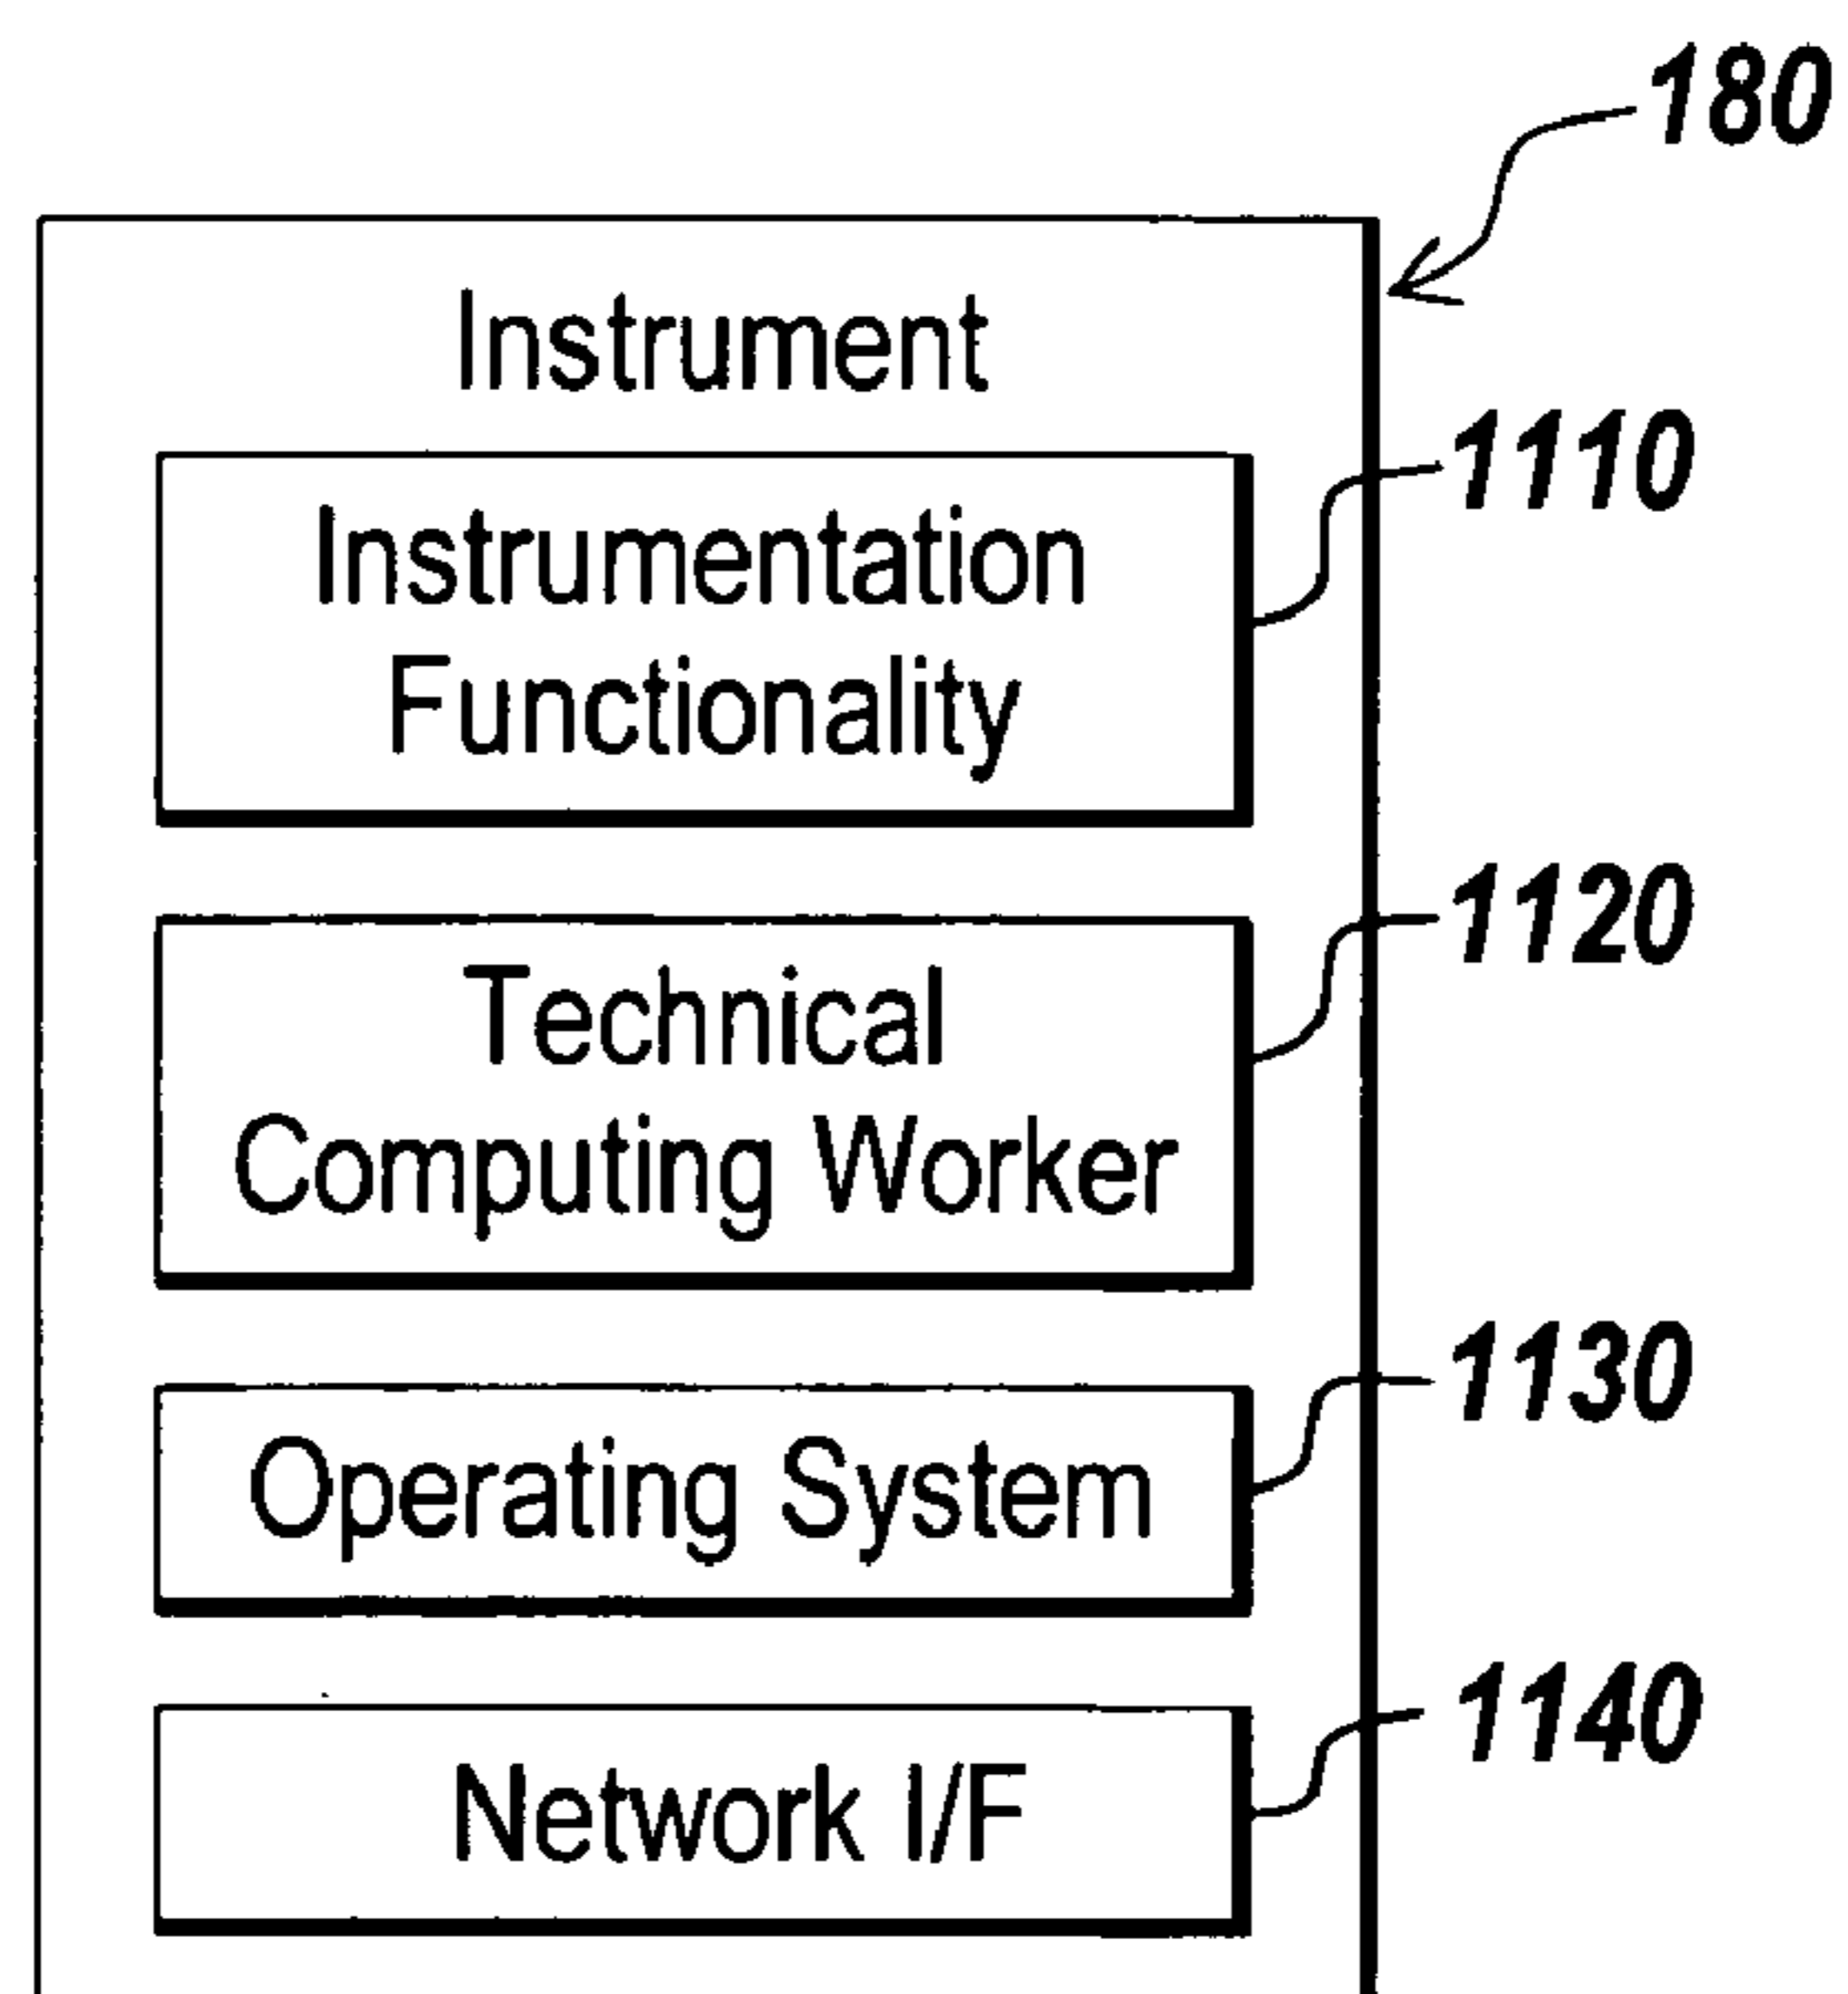 180
Instrument
1110
Instrumentation
Functionality
1120
Technical
Computing Worker
1130
Operating System
1140
Network I/F